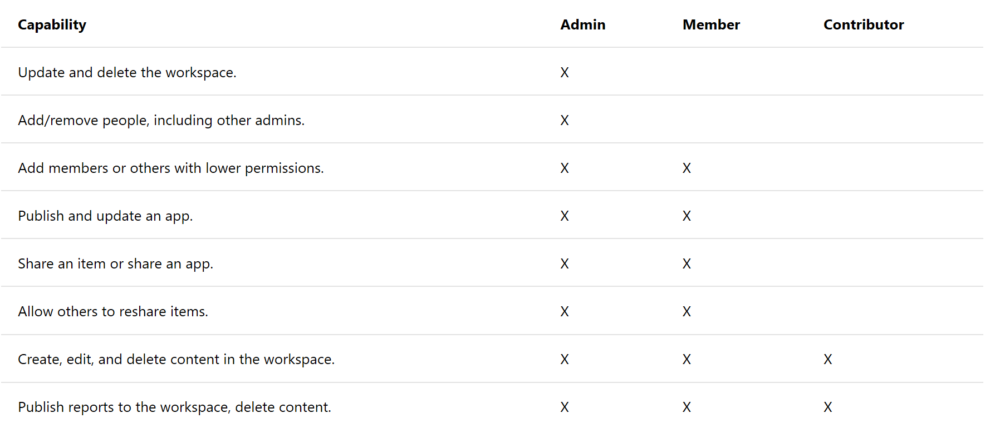 Capability Admin Member Contributor
Update and delete the workspace. X
Add/remove people, including other admins. X
Add members or others with lower permissions. X X
Publish and update an app. X X
Share an item or share an app. X X
Allow others to reshare items. X X
Create, edit, and delete content in the workspace. X X X
Publish reports to the workspace, delete content. X X X